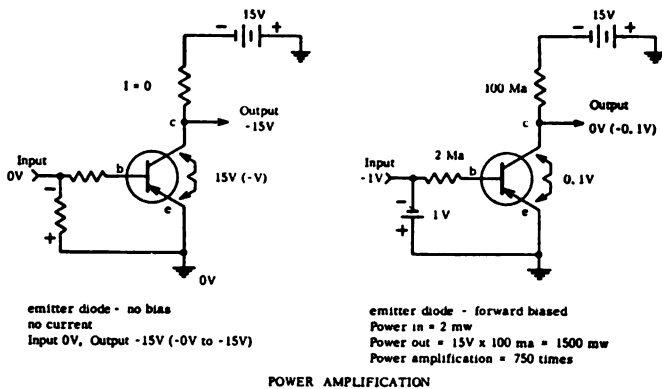 - 15V +
I = 0
c
Output
-15V
Input
0V
b
15V (-V)
-
+
e
0V
emitter diode - no bias
no current
Input 0V, Output -15V (-0V to -15V)
- 15V +
100 Ma
c
Output
0V (-0.1V)
Input
-1V
2 Ma
b
0.1V
-
1V
+
e
emitter diode - forward biased
Power in = 2 mw
Power out = 15V x 100 ma = 1500 mw
Power amplification = 750 times
POWER AMPLIFICATION